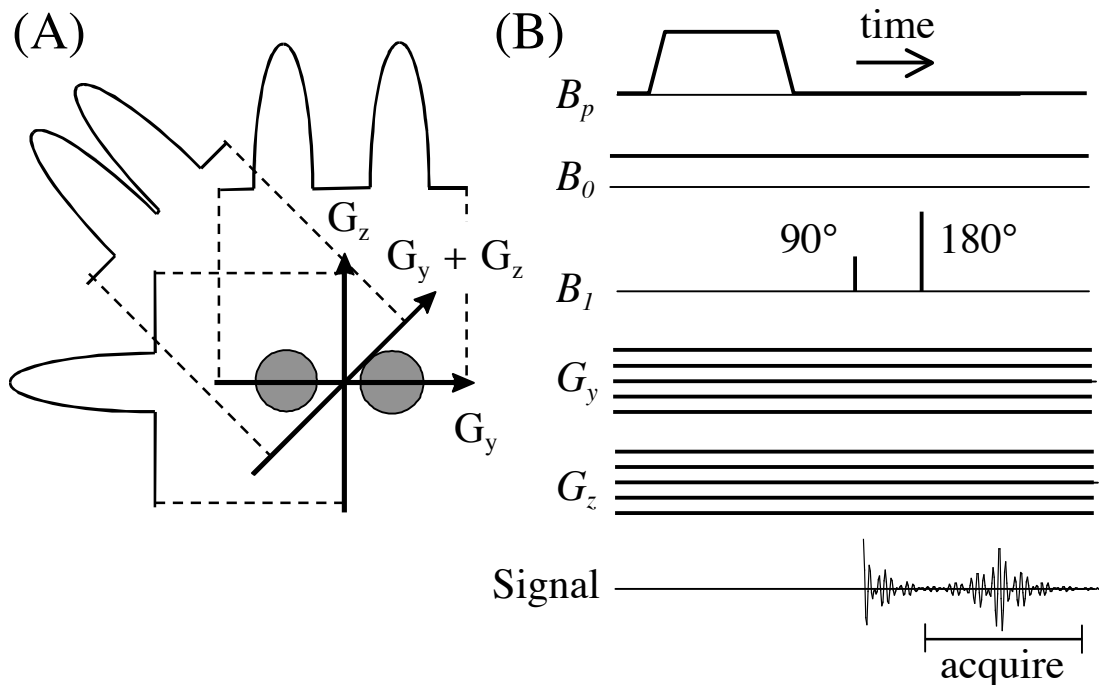 (A)
G_z
G_y + G_z
G_y
(B)
time
B_p
B_0
90°
180°
B_1
G_y
G_z
Signal
acquire